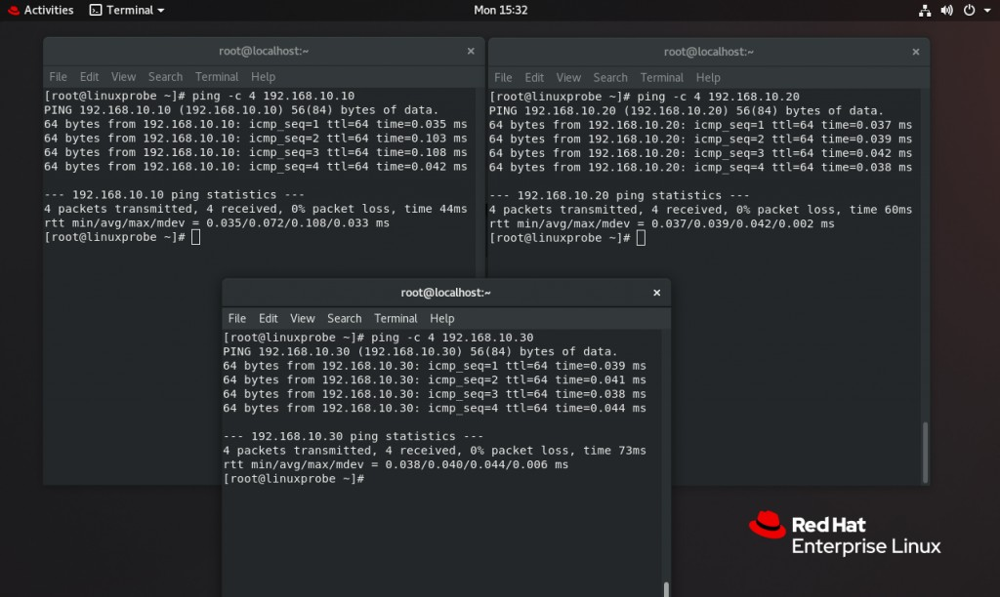 Activities Terminal Mon 15:32
root@localhost:~ ×
File Edit View Search Terminal Help
[root@linuxprobe ~]# ping -c 4 192.168.10.10
PING 192.168.10.10 (192.168.10.10) 56(84) bytes of data.
64 bytes from 192.168.10.10: icmp_seq=1 ttl=64 time=0.035 ms
64 bytes from 192.168.10.10: icmp_seq=2 ttl=64 time=0.103 ms
64 bytes from 192.168.10.10: icmp_seq=3 ttl=64 time=0.108 ms
64 bytes from 192.168.10.10: icmp_seq=4 ttl=64 time=0.042 ms
--- 192.168.10.10 ping statistics ---
4 packets transmitted, 4 received, 0% packet loss, time 44ms
rtt min/avg/max/mdev = 0.035/0.072/0.108/0.033 ms
[root@linuxprobe ~]#
root@localhost:~ ×
File Edit View Search Terminal Help
[root@linuxprobe ~]# ping -c 4 192.168.10.20
PING 192.168.10.20 (192.168.10.20) 56(84) bytes of data.
64 bytes from 192.168.10.20: icmp_seq=1 ttl=64 time=0.037 ms
64 bytes from 192.168.10.20: icmp_seq=2 ttl=64 time=0.039 ms
64 bytes from 192.168.10.20: icmp_seq=3 ttl=64 time=0.042 ms
64 bytes from 192.168.10.20: icmp_seq=4 ttl=64 time=0.038 ms
--- 192.168.10.20 ping statistics ---
4 packets transmitted, 4 received, 0% packet loss, time 60ms
rtt min/avg/max/mdev = 0.037/0.039/0.042/0.002 ms
[root@linuxprobe ~]#
root@localhost:~ ×
File Edit View Search Terminal Help
[root@linuxprobe ~]# ping -c 4 192.168.10.30
PING 192.168.10.30 (192.168.10.30) 56(84) bytes of data.
64 bytes from 192.168.10.30: icmp_seq=1 ttl=64 time=0.039 ms
64 bytes from 192.168.10.30: icmp_seq=2 ttl=64 time=0.041 ms
64 bytes from 192.168.10.30: icmp_seq=3 ttl=64 time=0.038 ms
64 bytes from 192.168.10.30: icmp_seq=4 ttl=64 time=0.044 ms
--- 192.168.10.30 ping statistics ---
4 packets transmitted, 4 received, 0% packet loss, time 73ms
rtt min/avg/max/mdev = 0.038/0.040/0.044/0.006 ms
[root@linuxprobe ~]#
Red Hat
Enterprise Linux